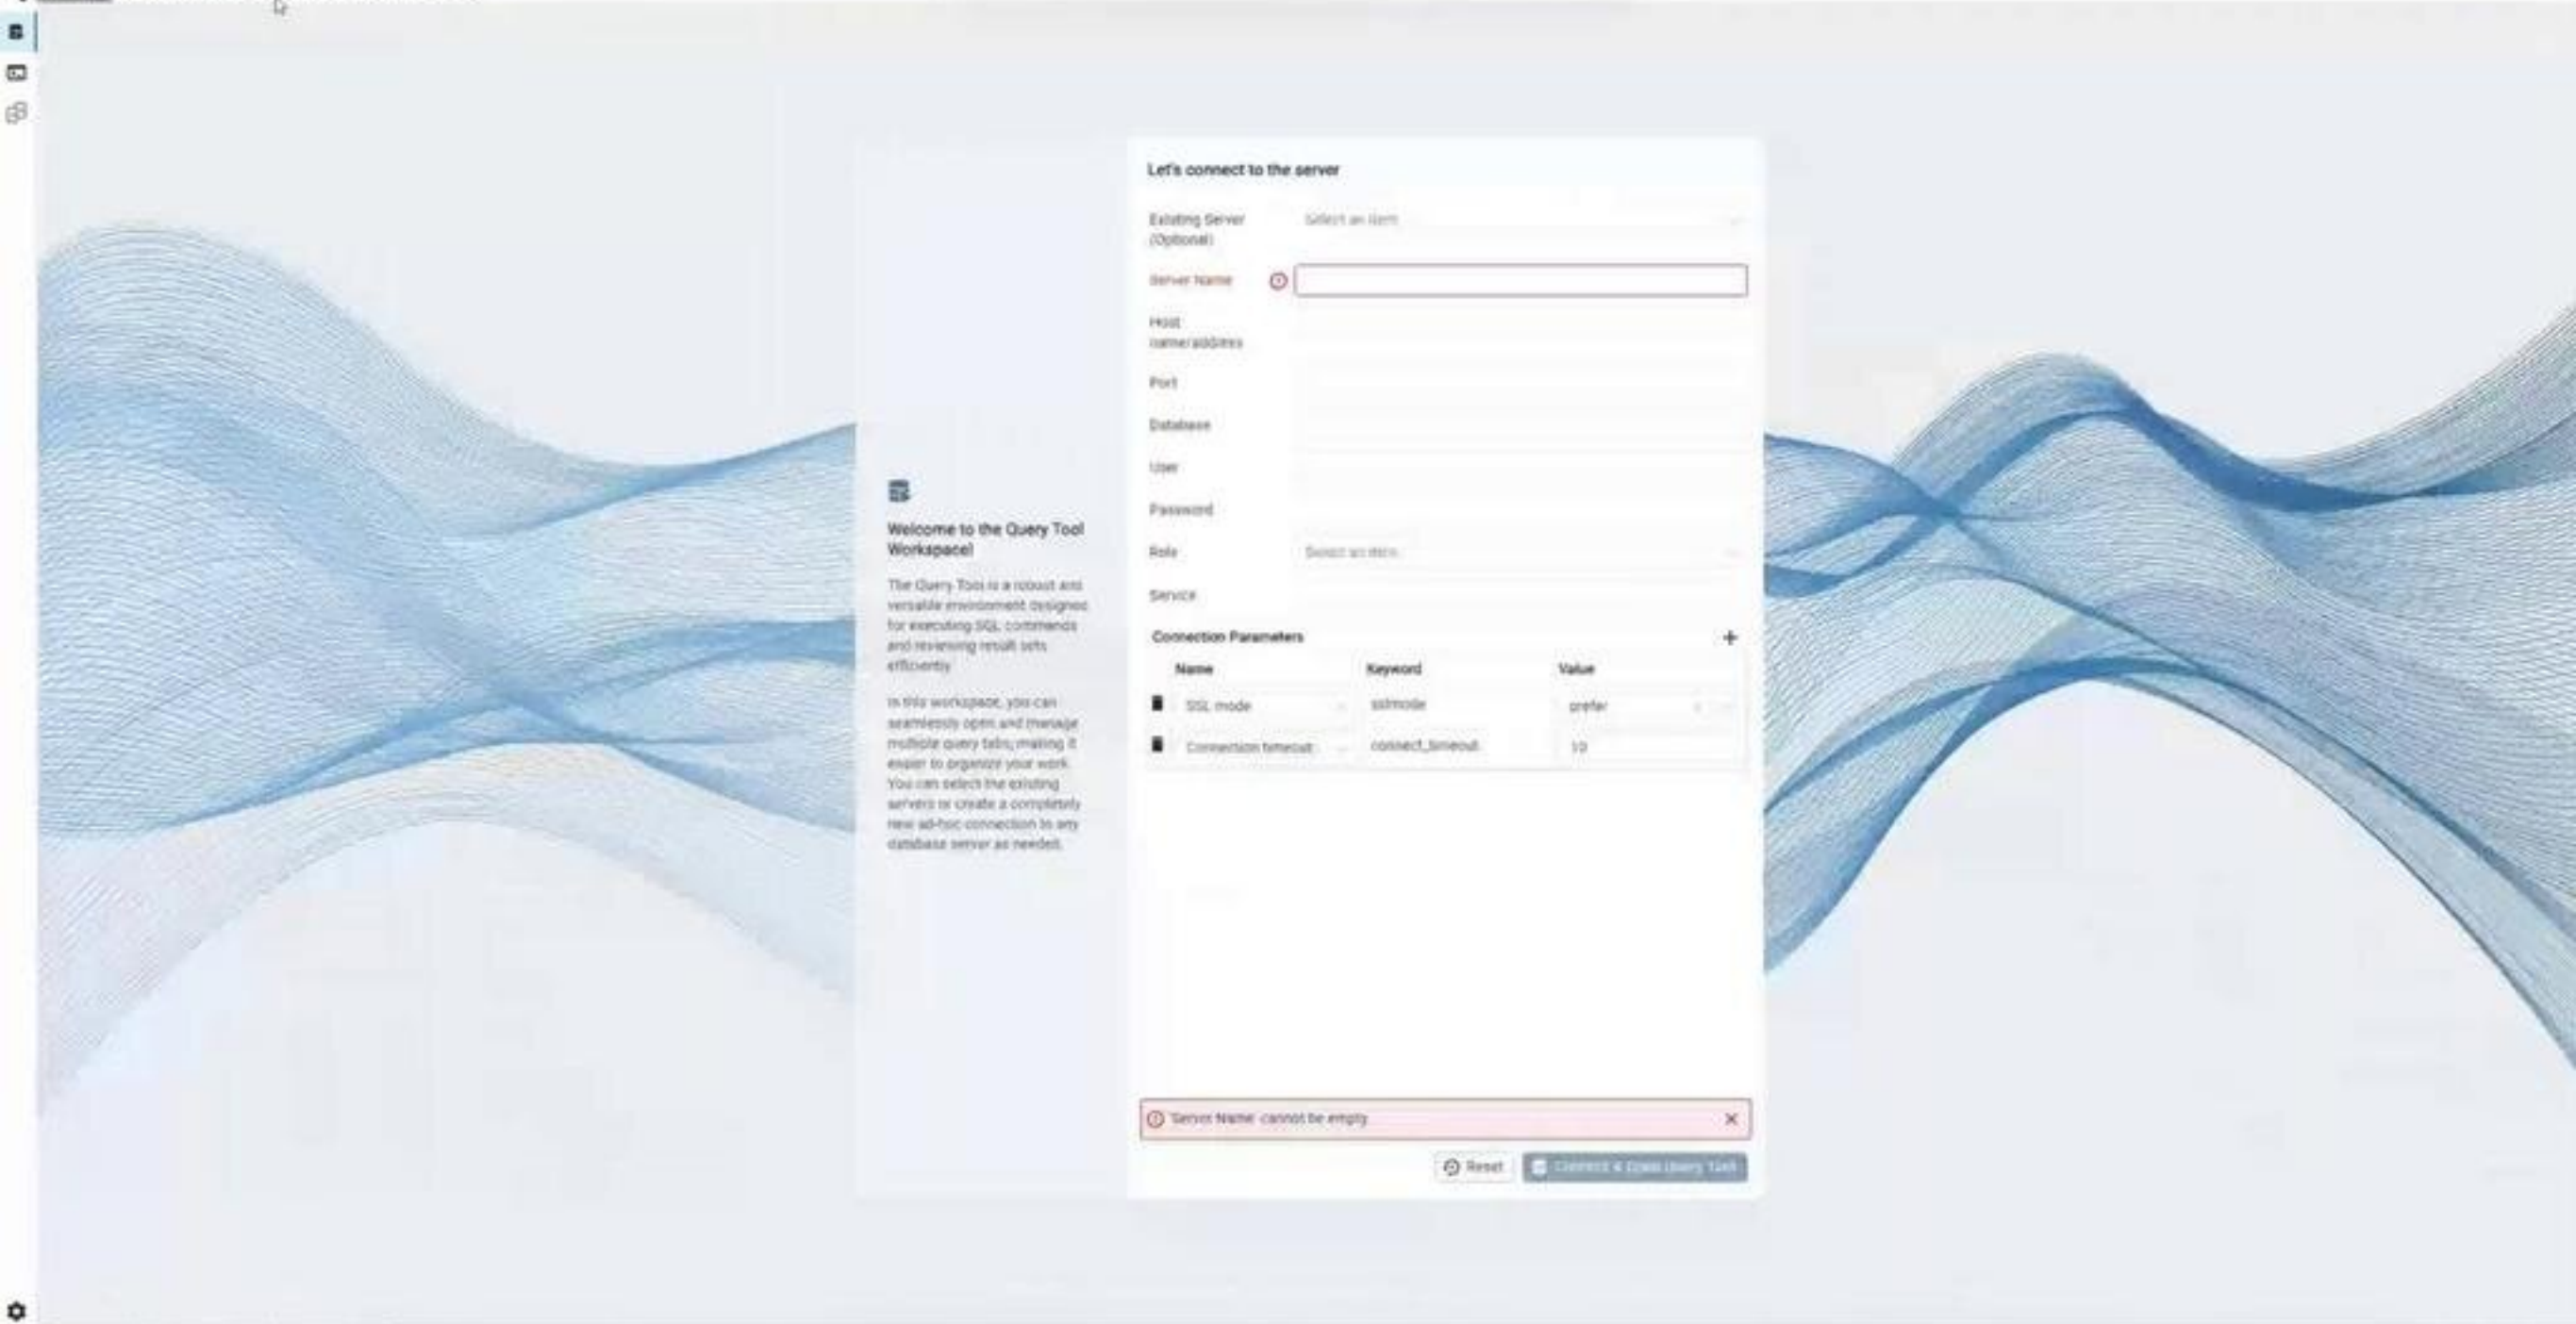 Welcome to the Query Tool
Workspace!
The Query Tool is a robust and
versatile environment designed
for executing SQL commands
and reviewing result sets
efficiently.
In this workspace, you can
seamlessly open and manage
multiple query tabs, making it
easier to organize your work.
You can select the existing
servers or create a completely
new ad-hoc connection to any
database server as needed.
Let's connect to the server
Existing Server
(Optional)
Select an item...
Server Name
Host
name/address
Port
Database
User
Password
Role
Select an item...
Service
Connection Parameters
Name Keyword Value
SSL mode sslmode prefer
Connection timeout connect_timeout 10
'Server Name' cannot be empty.
Reset Connect & Open Query Tool